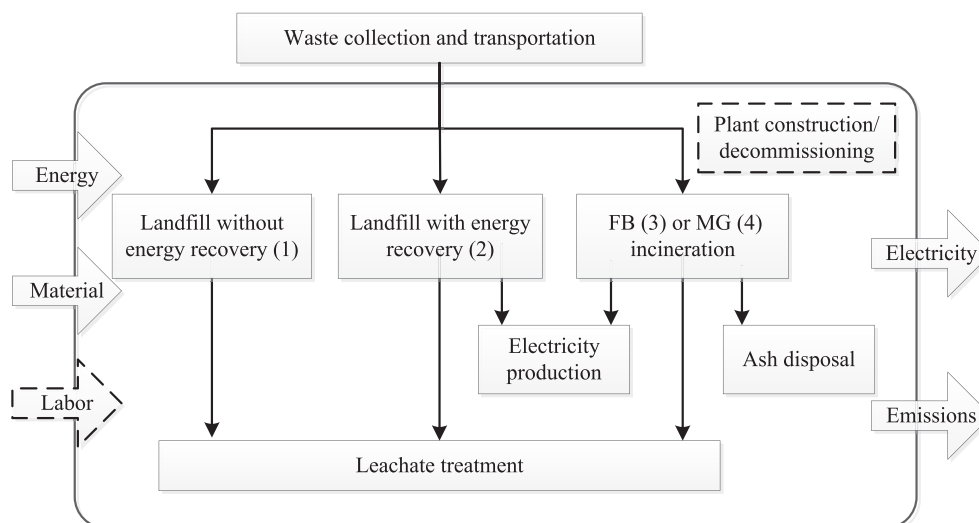 Waste collection and transportation
Plant construction/
decommissioning
Energy
Landfill without
energy recovery (1)
Landfill with energy
recovery (2)
FB (3) or MG (4)
incineration
Electricity
Material
Electricity
production
Ash disposal
Labor
Emissions
Leachate treatment